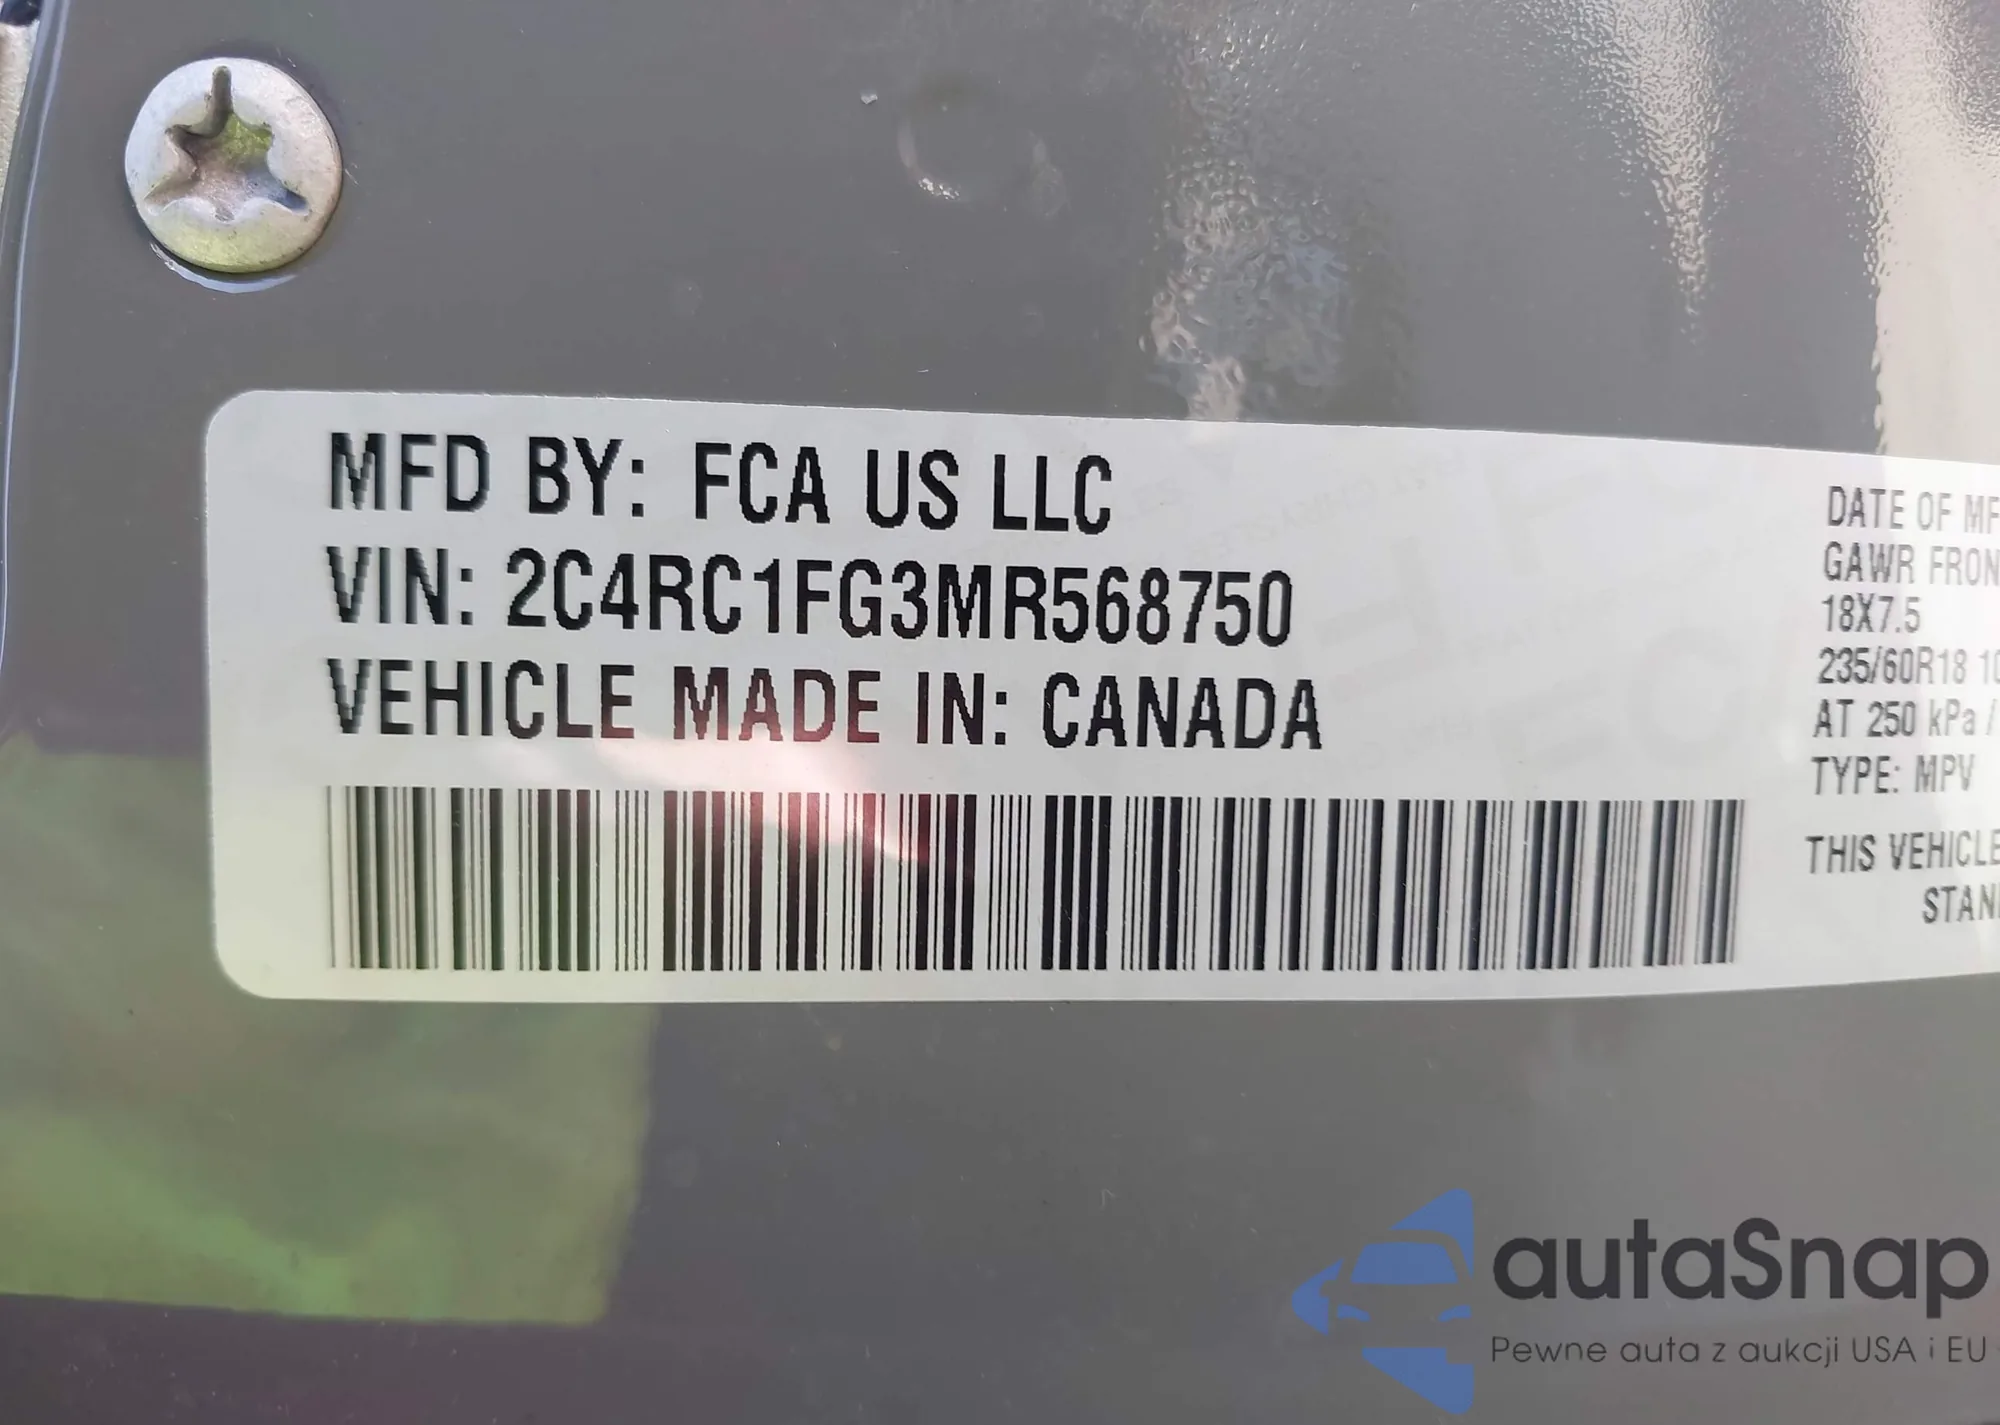 MFD BY: FCA US LLC
VIN: 2C4RC1FG3MR568750
VEHICLE MADE IN: CANADA
DATE OF MF
GAWR FRON
18X7.5
235/60R18 10
AT 250 kPa /
TYPE: MPV
THIS VEHICLE
STAN
autaSnap
Pewne auta z aukcji USA i EU